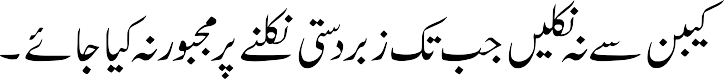 کیبن سے نہ نکلیں جب تک زبردستی نکلنے پر مجبور نہ کیا جائے۔